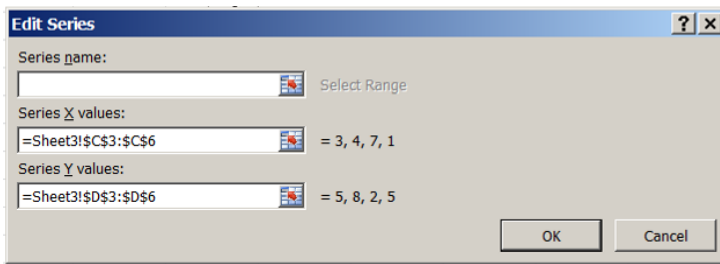 Edit Series
? x
Series name:
Select Range
Series X values:
=Sheet3!$C$3:$C$6 = 3, 4, 7, 1
Series Y values:
=Sheet3!$D$3:$D$6 = 5, 8, 2, 5
OK Cancel